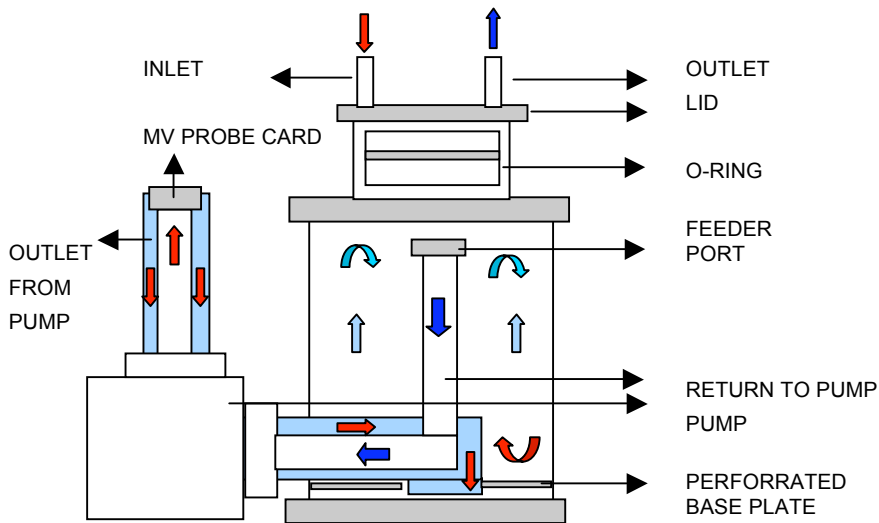 INLET
MV PROBE CARD
OUTLET
FROM
PUMP
OUTLET
LID
O-RING
FEEDER
PORT
RETURN TO PUMP
PUMP
PERFORRATED
BASE PLATE